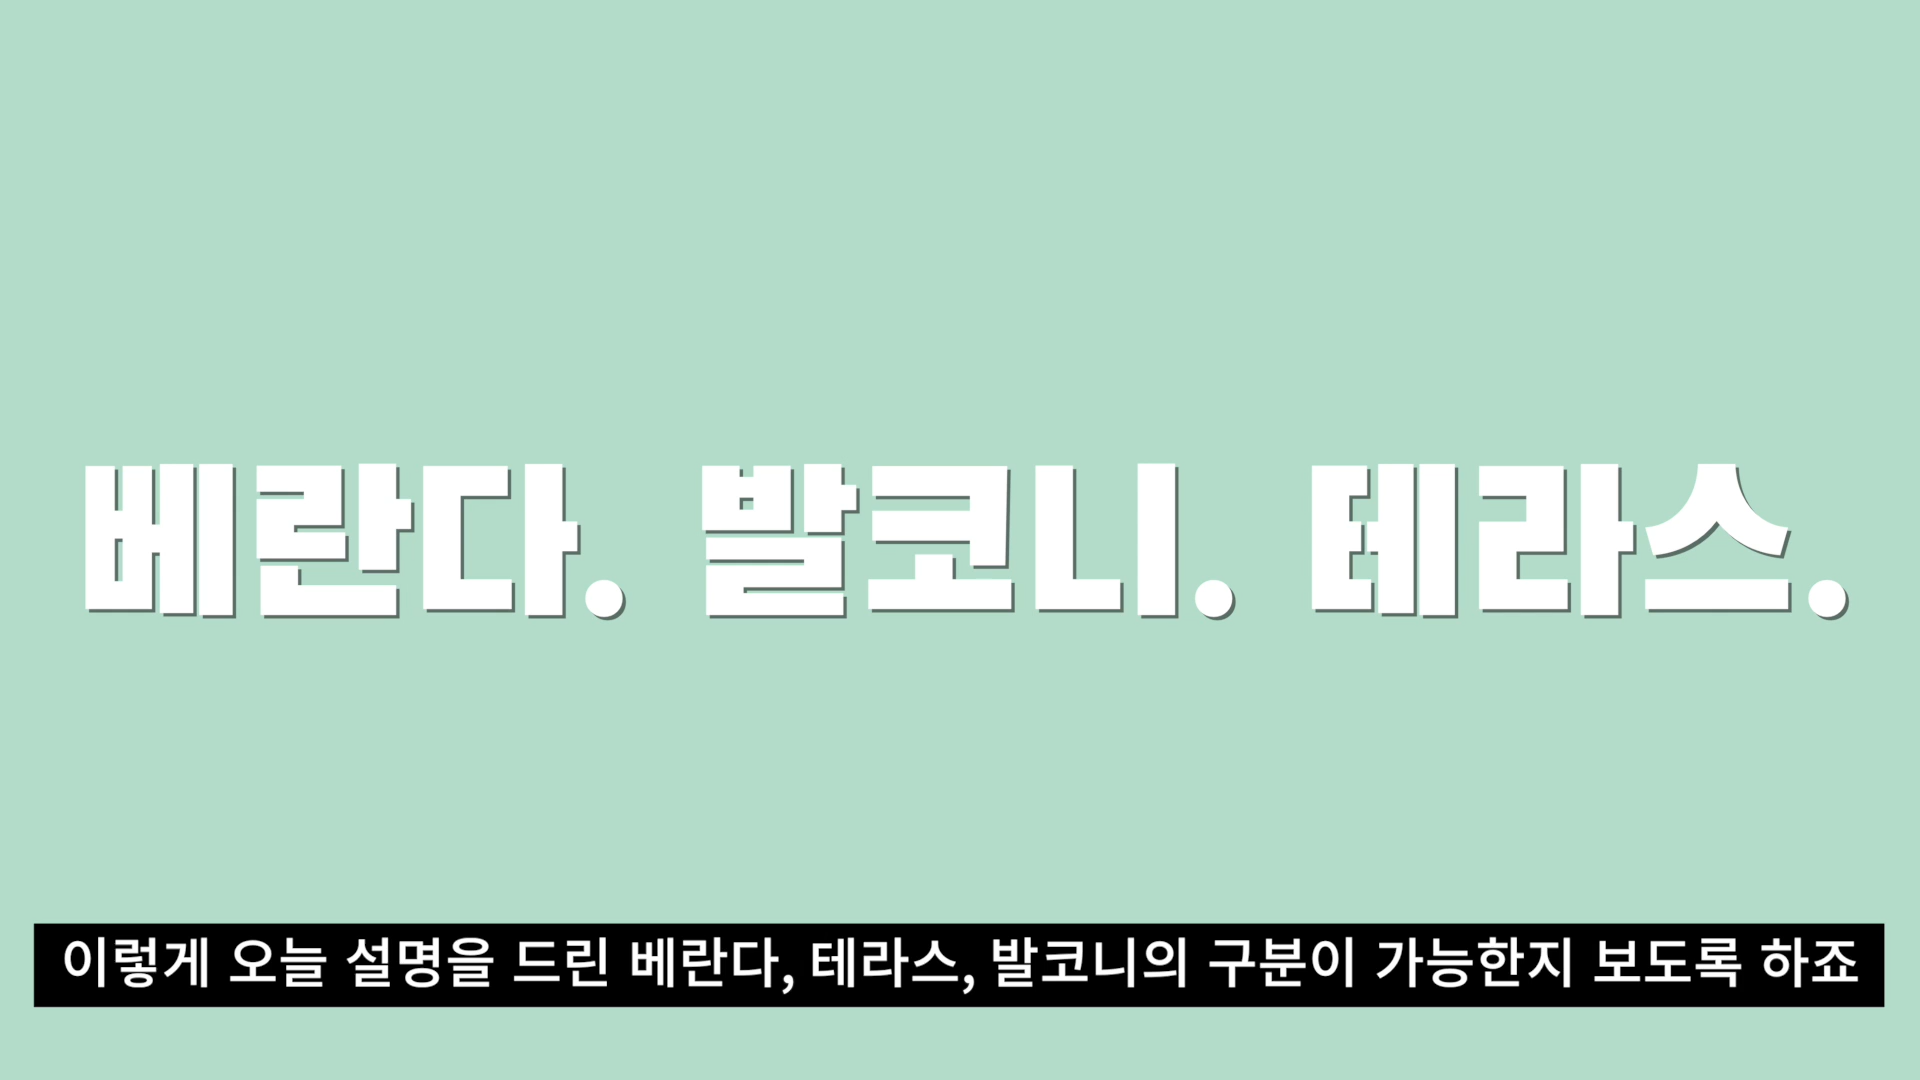 베란다. 발코니. 테라스.
이렇게 오늘 설명을 드린 베란다, 테라스, 발코니의 구분이 가능한지 보도록 하죠